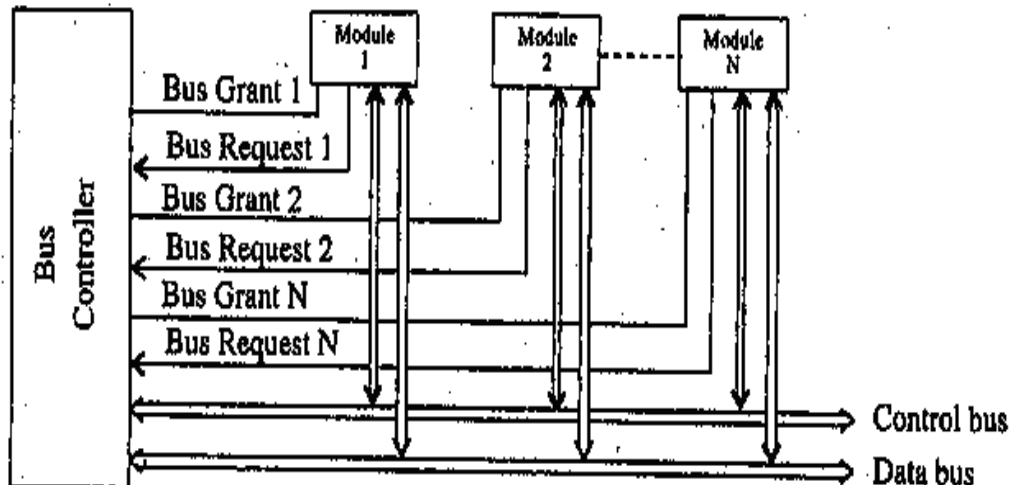 Module
1
Module
2
Module
N
Bus Grant 1
Bus Request 1
Bus Grant 2
Bus Request 2
Bus Grant N
Bus Request N
Bus
Controller
Control bus
Data bus